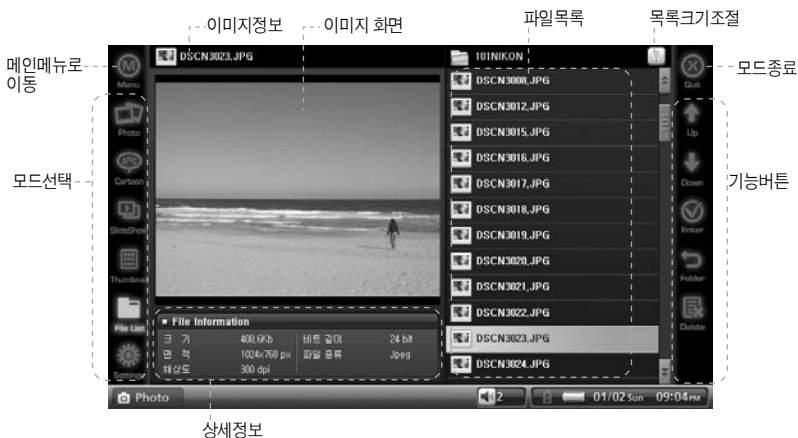 이미지정보
이미지 화면
파일목록
목록크기조절
메인메뉴로
이동
모드종료
모드선택
기능버튼
상세정보
DSCN3023.JPG
101NIKON
Menu
Photo
Cartoon
SlideShow
Thumbnail
File List
Settings
DSCN3008.JPG
DSCN3012.JPG
DSCN3015.JPG
DSCN3016.JPG
DSCN3017.JPG
DSCN3018.JPG
DSCN3019.JPG
DSCN3020.JPG
DSCN3021.JPG
DSCN3022.JPG
DSCN3023.JPG
DSCN3024.JPG
Quit
Up
Down
Enter
Folder
Delete
File Information
크 기 408,6Kb 비트 깊이 24 bit
면 적 1024x768 px 파일 종류 Jpeg
해상도 300 dpi
Photo
2
01/02 Sun 09:04 PM